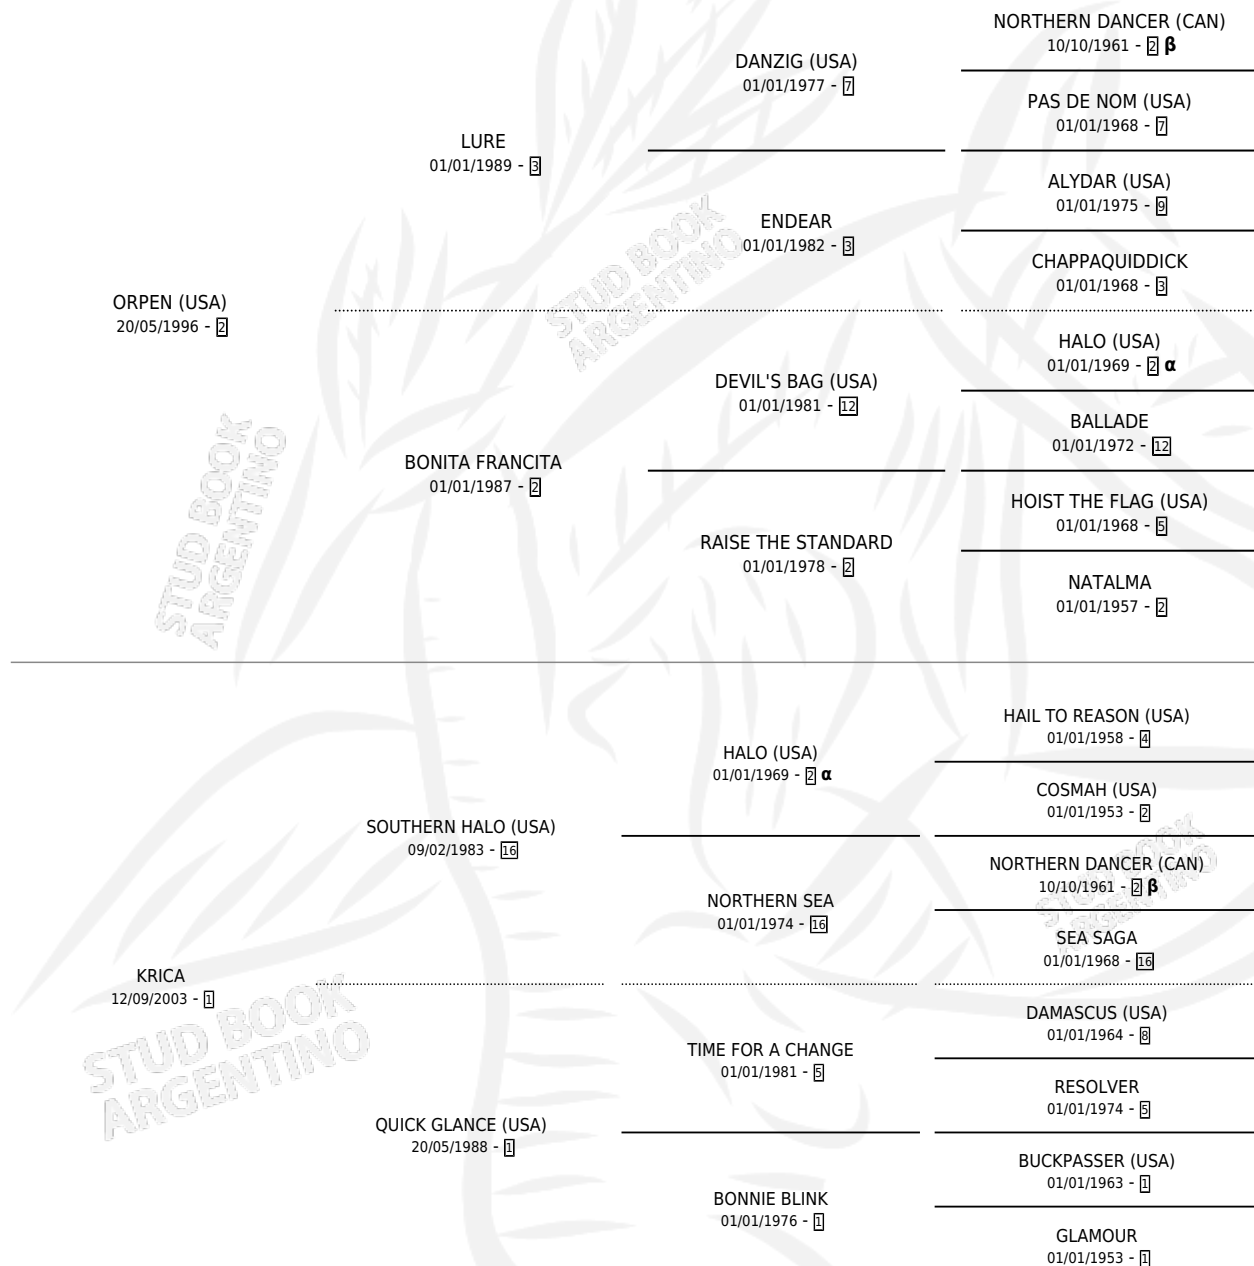 NORTHERN DANCER (CAN)
10/10/1961 - 2 β
DANZIG (USA)
01/01/1977 - 7
PAS DE NOM (USA)
01/01/1968 - 7
LURE
01/01/1989 - 3
ALYDAR (USA)
01/01/1975 - 9
ENDEAR
01/01/1982 - 3
CHAPPAQUIDDICK
01/01/1968 - 3
STUD BOOK
ARGENTINO
ORPEN (USA)
20/05/1996 - 2
HALO (USA)
01/01/1969 - 2 α
DEVIL'S BAG (USA)
01/01/1981 - 12
BALLADE
01/01/1972 - 12
BONITA FRANCITA
01/01/1987 - 2
HOIST THE FLAG (USA)
01/01/1968 - 5
RAISE THE STANDARD
01/01/1978 - 2
NATALMA
01/01/1957 - 2
STUD BOOK
ARGENTINO
HAIL TO REASON (USA)
01/01/1958 - 4
HALO (USA)
01/01/1969 - 2 α
COSMAH (USA)
01/01/1953 - 2
SOUTHERN HALO (USA)
09/02/1983 - 16
NORTHERN DANCER (CAN)
10/10/1961 - 2 β
NORTHERN SEA
01/01/1974 - 16
SEA SAGA
01/01/1968 - 16
STUD BOOK
ARGENTINO
KRICA
12/09/2003 - 1
DAMASCUS (USA)
01/01/1964 - 8
TIME FOR A CHANGE
01/01/1981 - 5
RESOLVER
01/01/1974 - 5
STUD BOOK
ARGENTINO
QUICK GLANCE (USA)
20/05/1988 - 1
BUCKPASSER (USA)
01/01/1963 - 1
BONNIE BLINK
01/01/1976 - 1
GLAMOUR
01/01/1953 - 1